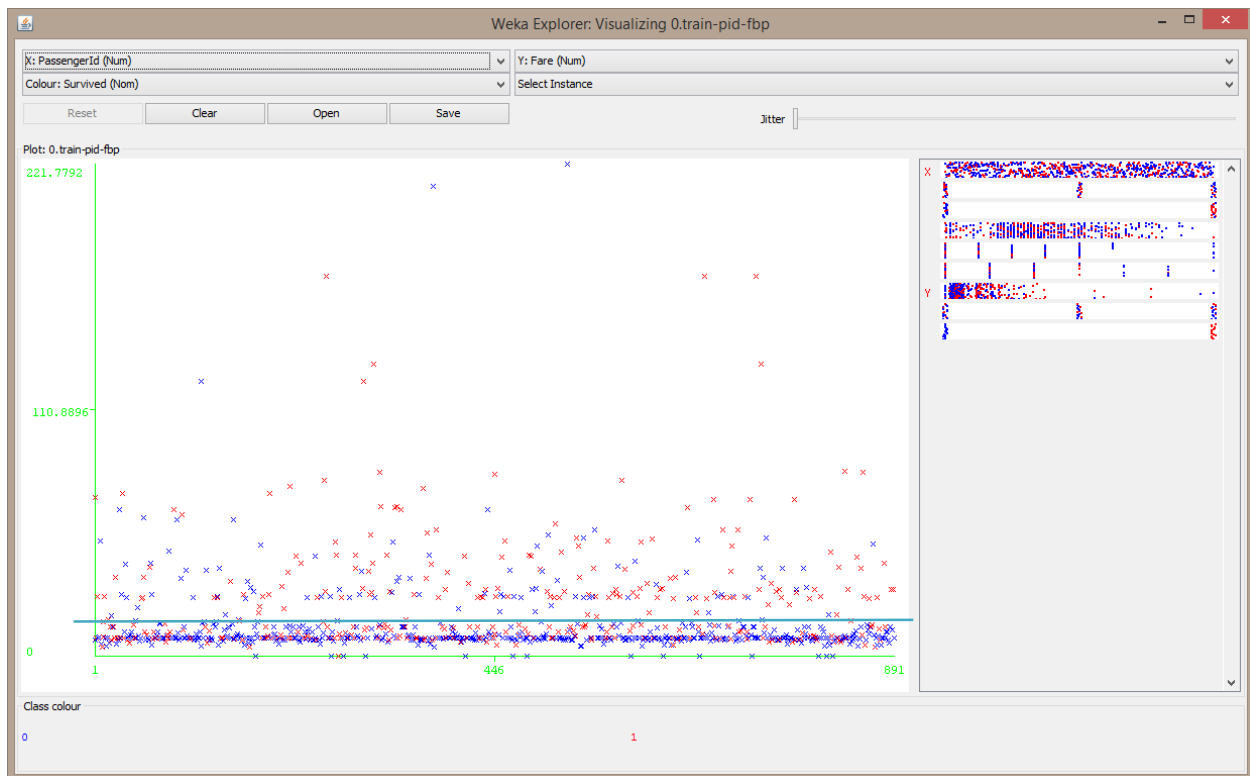 Weka Explorer: Visualizing 0.train-pid-fbp
X: PassengerId (Num)
Y: Fare (Num)
Colour: Survived (Nom)
Select Instance
Reset
Clear
Open
Save
Jitter
Plot: 0.train-pid-fbp
221.7792
X
Y
110.8896
0
1
446
891
Class colour
0
1